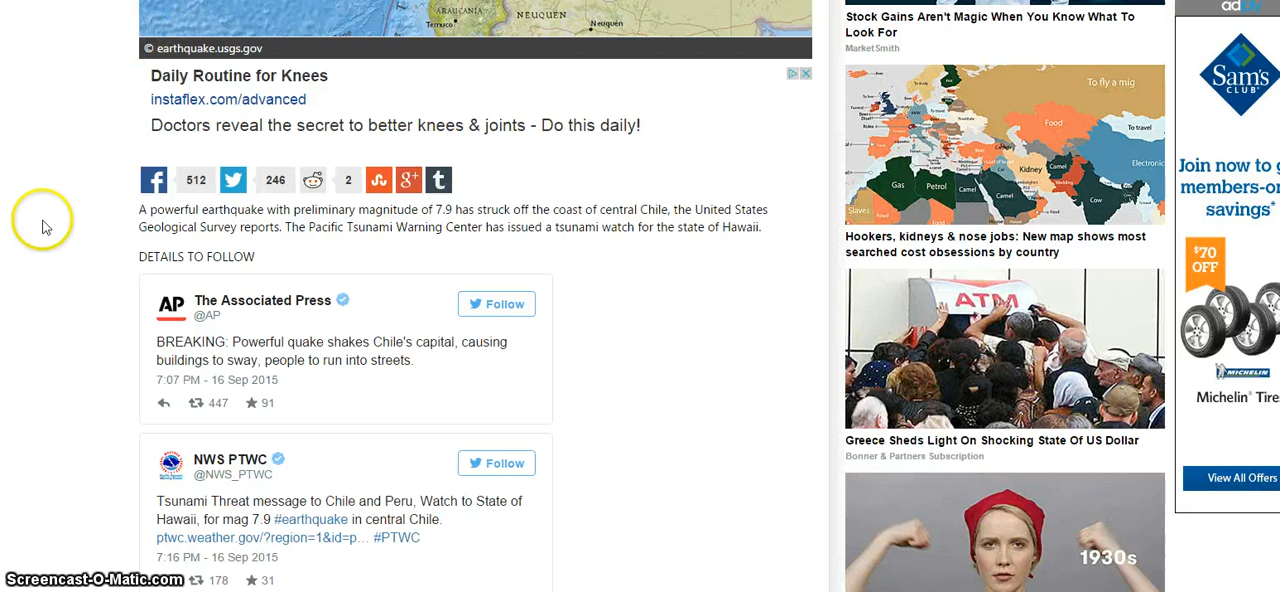 ARAUCANIA
Temuco
NEUQUEN
Neuquén
© earthquake.usgs.gov
Daily Routine for Knees
instaflex.com/advanced
Doctors reveal the secret to better knees & joints - Do this daily!
512
246
2
g+
t
A powerful earthquake with preliminary magnitude of 7.9 has struck off the coast of central Chile, the United States
Geological Survey reports. The Pacific Tsunami Warning Center has issued a tsunami watch for the state of Hawaii.
DETAILS TO FOLLOW
AP
The Associated Press
@AP
Follow
BREAKING: Powerful quake shakes Chile's capital, causing
buildings to sway, people to run into streets.
7:07 PM - 16 Sep 2015
447
91
NWS PTWC
@NWS_PTWC
Follow
Tsunami Threat message to Chile and Peru, Watch to State of
Hawaii, for mag 7.9 #earthquake in central Chile.
ptwc.weather.gov/?region=1&id=p... #PTWC
7:16 PM - 16 Sep 2015
178
31
Screencast-O-Matic.com
Stock Gains Aren't Magic When You Know What To
Look For
MarketSmith
To fly a mig
Food
To travel
Electronic
Kidney
Camel
Gas
Petrol
Camel
Camel
Cow
Slaves
Food
Hookers, kidneys & nose jobs: New map shows most
searched cost obsessions by country
ATM
Greece Sheds Light On Shocking State Of US Dollar
Bonner & Partners Subscription
1930s
Sam's
CLUB
Join now to g
members-on
savings*
$70
OFF
MICHELIN
Michelin® Tire
View All Offers